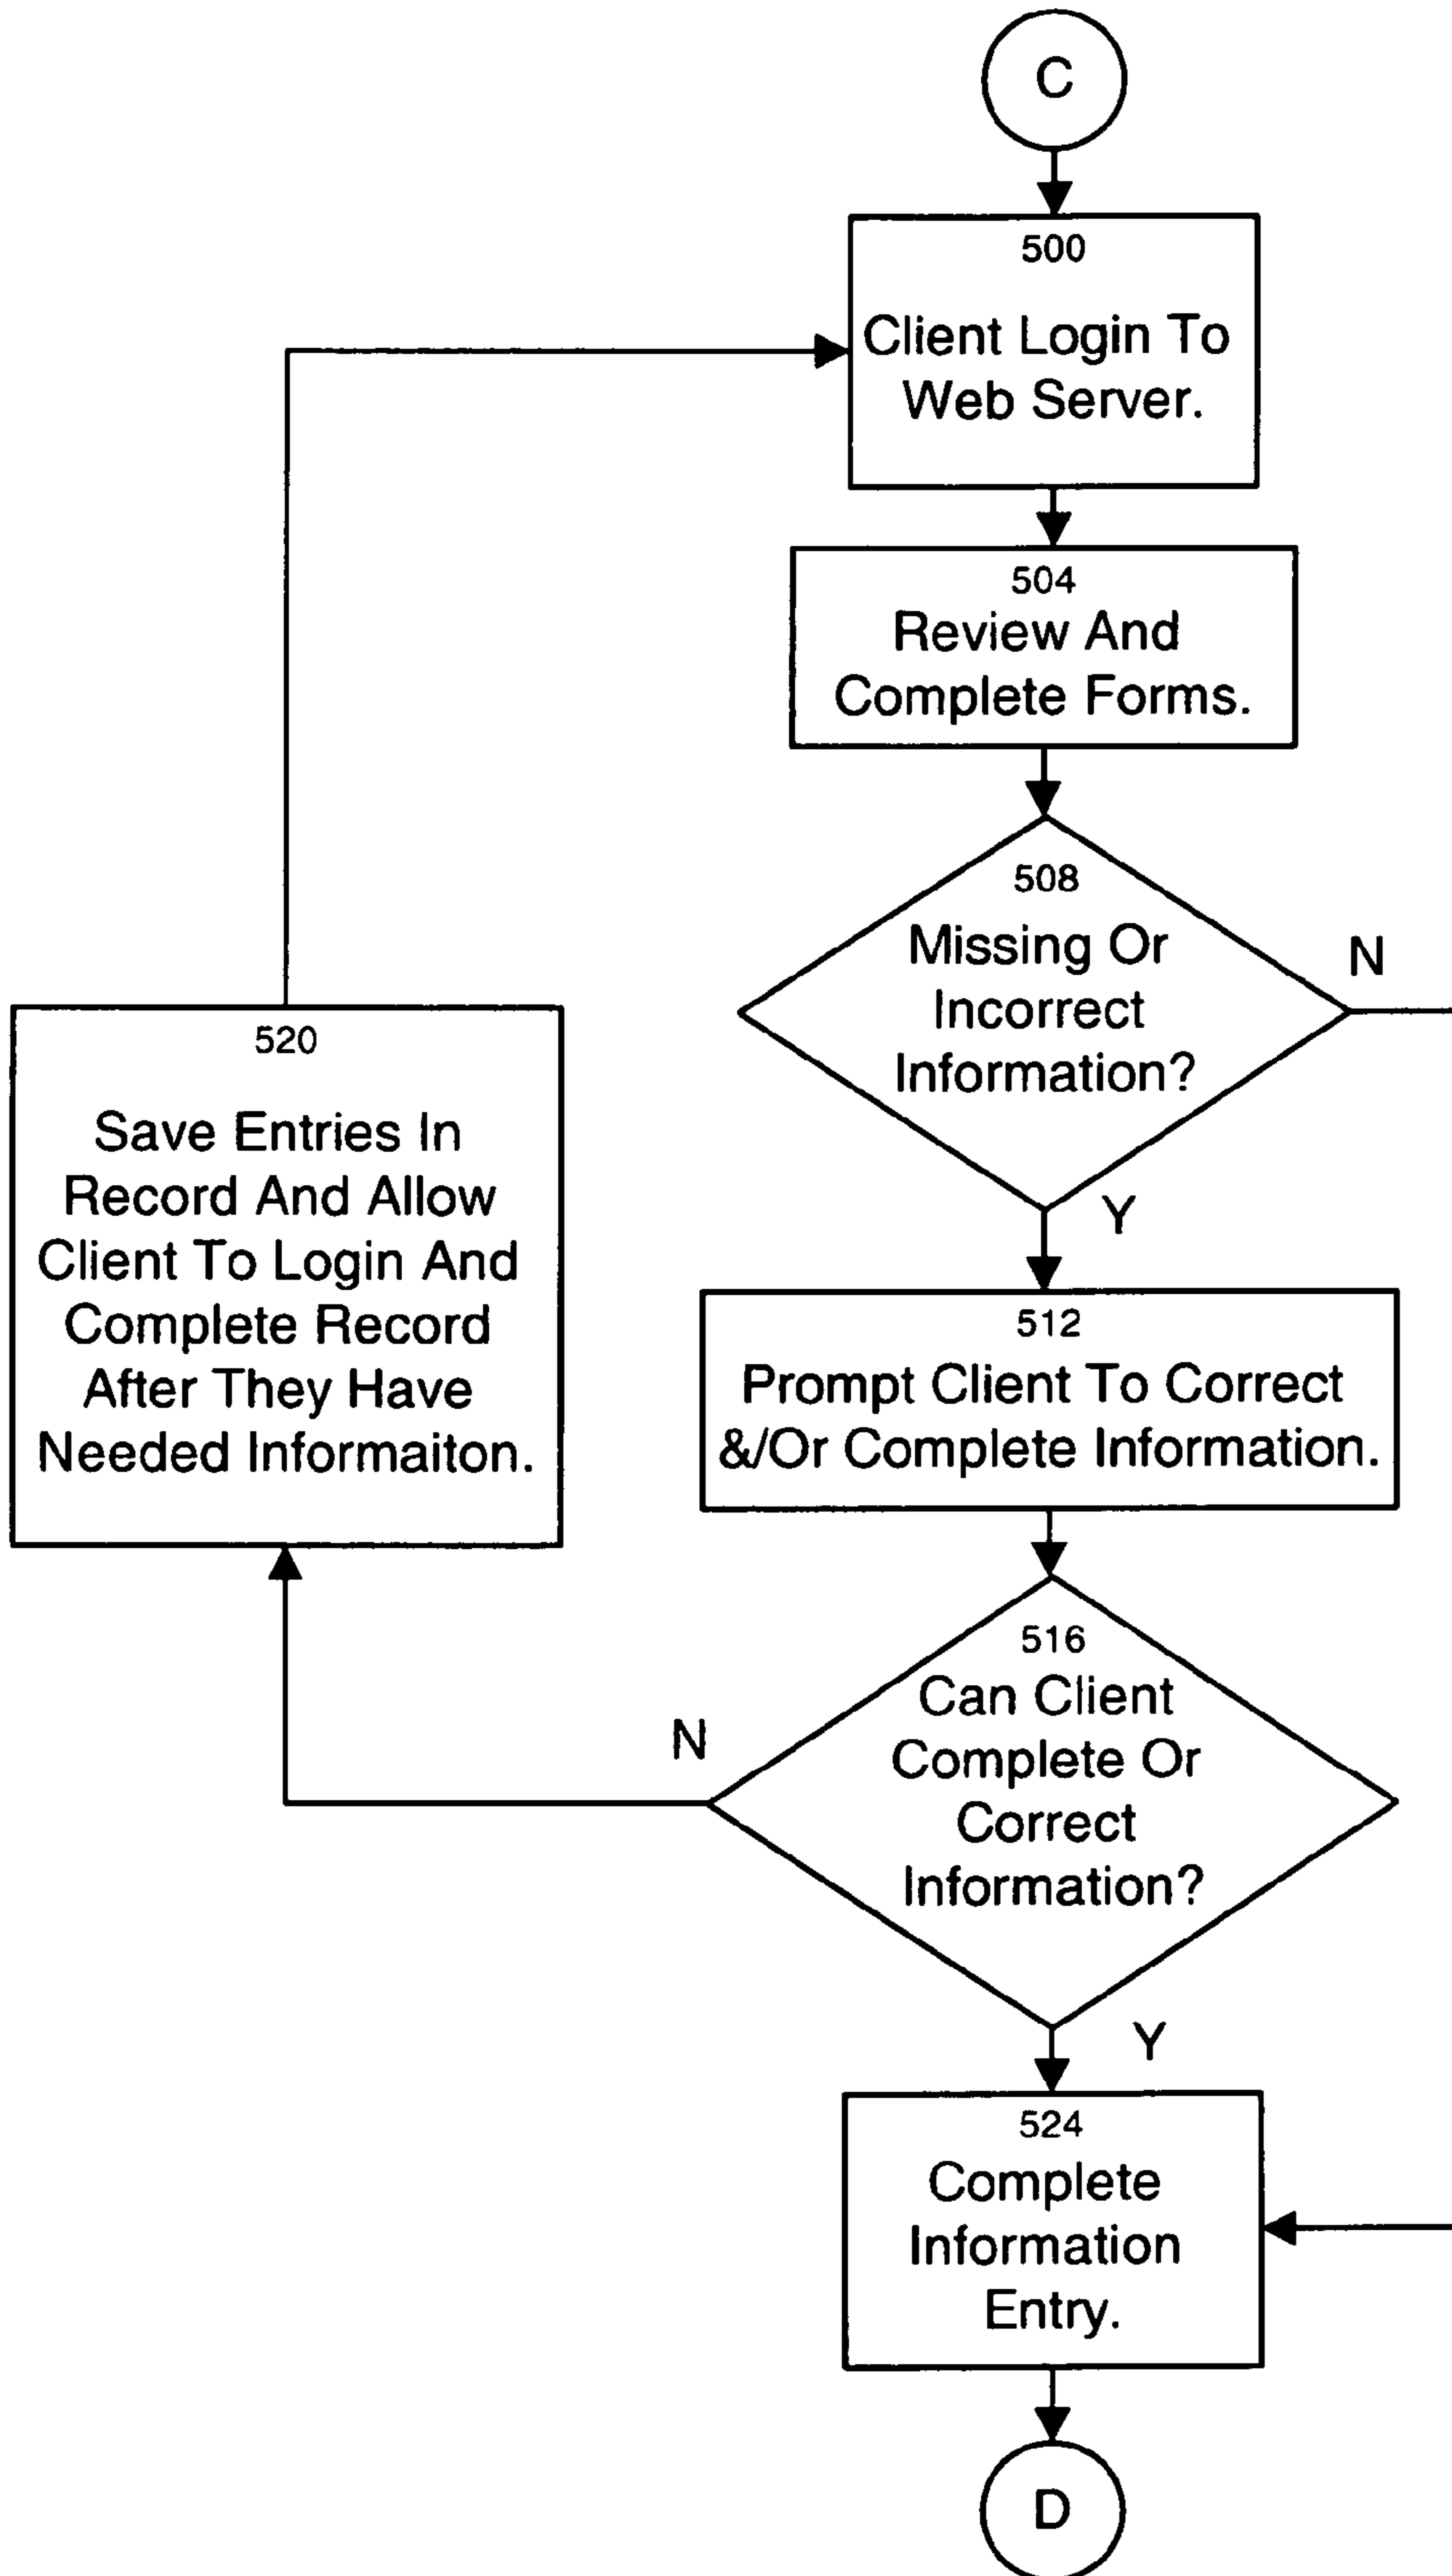 C
500
Client Login To
Web Server.
504
Review And
Complete Forms.
508
Missing Or
Incorrect
Information?
N
Y
520
Save Entries In
Record And Allow
Client To Login And
Complete Record
After They Have
Needed Informaiton.
512
Prompt Client To Correct
&/Or Complete Information.
516
Can Client
Complete Or
Correct
Information?
N
Y
524
Complete
Information
Entry.
D